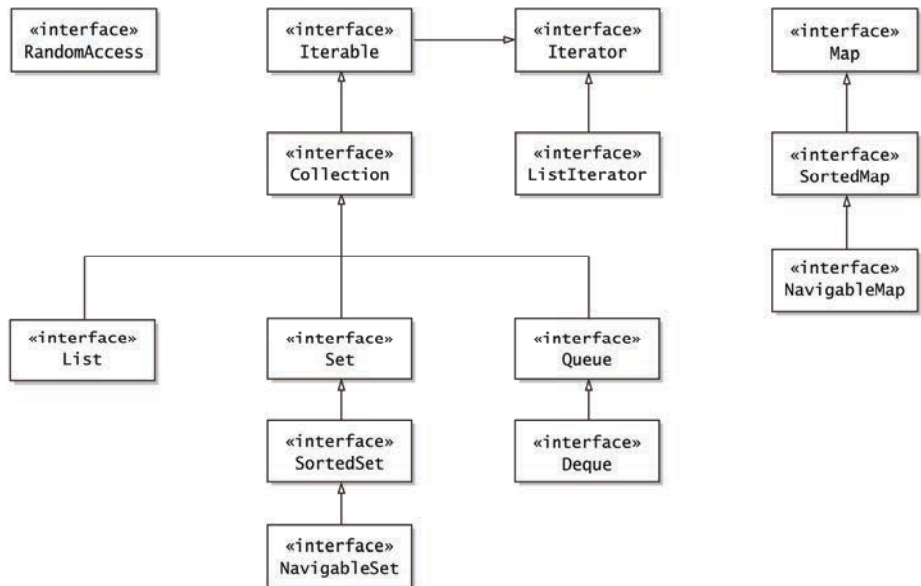 «interface»
RandomAccess
«interface»
Iterable
«interface»
Iterator
«interface»
Map
«interface»
Collection
«interface»
ListIterator
«interface»
SortedMap
«interface»
NavigableMap
«interface»
List
«interface»
Set
«interface»
Queue
«interface»
SortedSet
«interface»
Deque
«interface»
NavigableSet